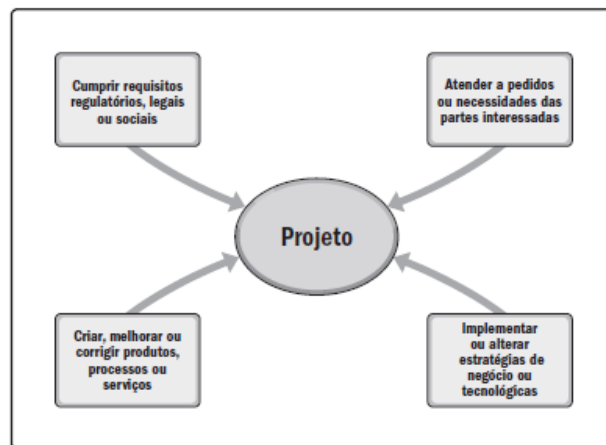 Cumprir requisitos
regulatórios, legais
ou sociais
Atender a pedidos
ou necessidades das
partes interessadas
Projeto
Criar, melhorar ou
corrigir produtos,
processos ou
serviços
Implementar
ou alterar
estratégias de
negócio ou
tecnológicas